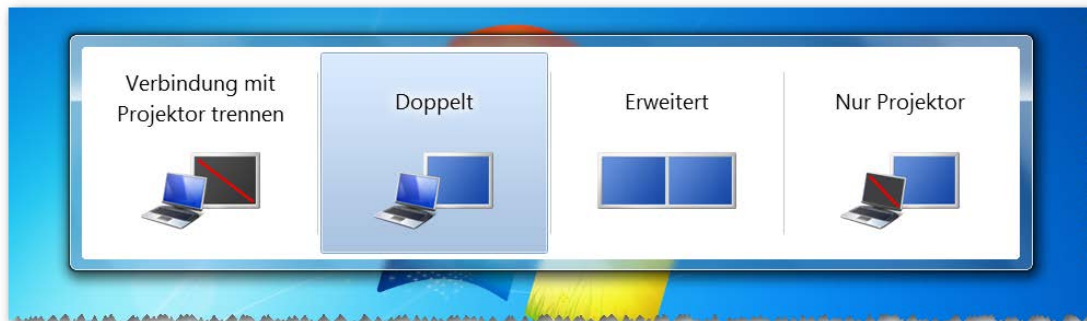 Verbindung mit
Projektor trennen
Doppelt
Erweitert
Nur Projektor